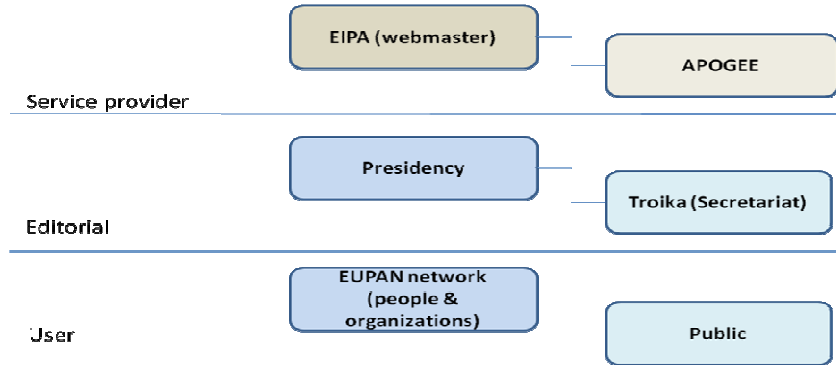 EIPA (webmaster)
APOGEE
Service provider
Presidency
Troika (Secretariat)
Editorial
EUPAN network
(people &
organizations)
User
Public